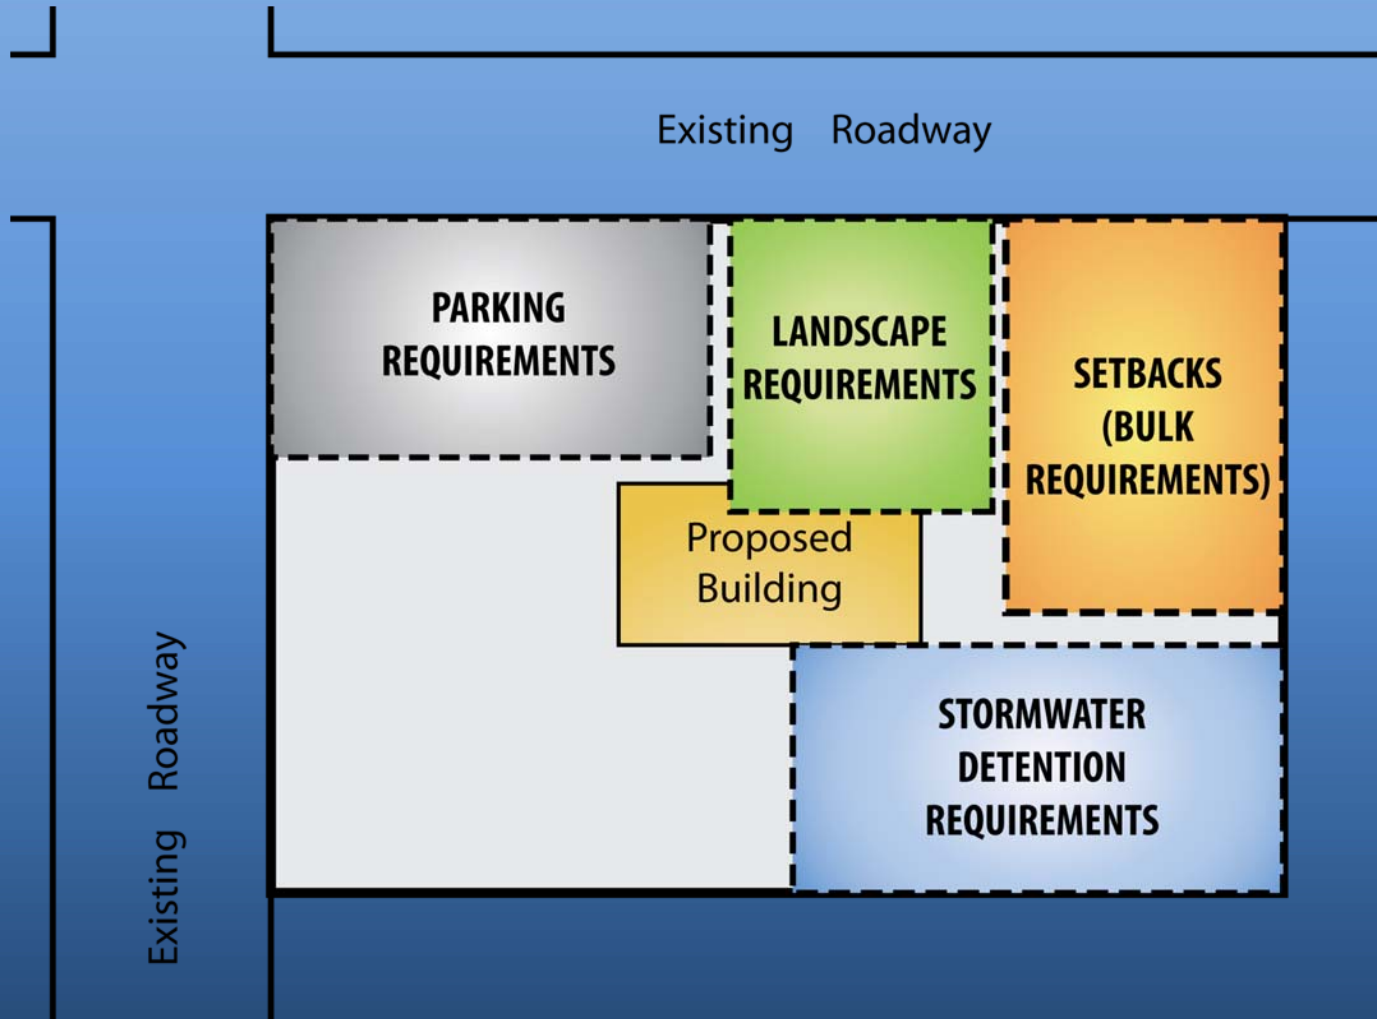 Existing Roadway
PARKING
REQUIREMENTS
LANDSCAPE
REQUIREMENTS
SETBACKS
(BULK
REQUIREMENTS)
Proposed
Building
STORMWATER
DETENTION
REQUIREMENTS
Existing Roadway